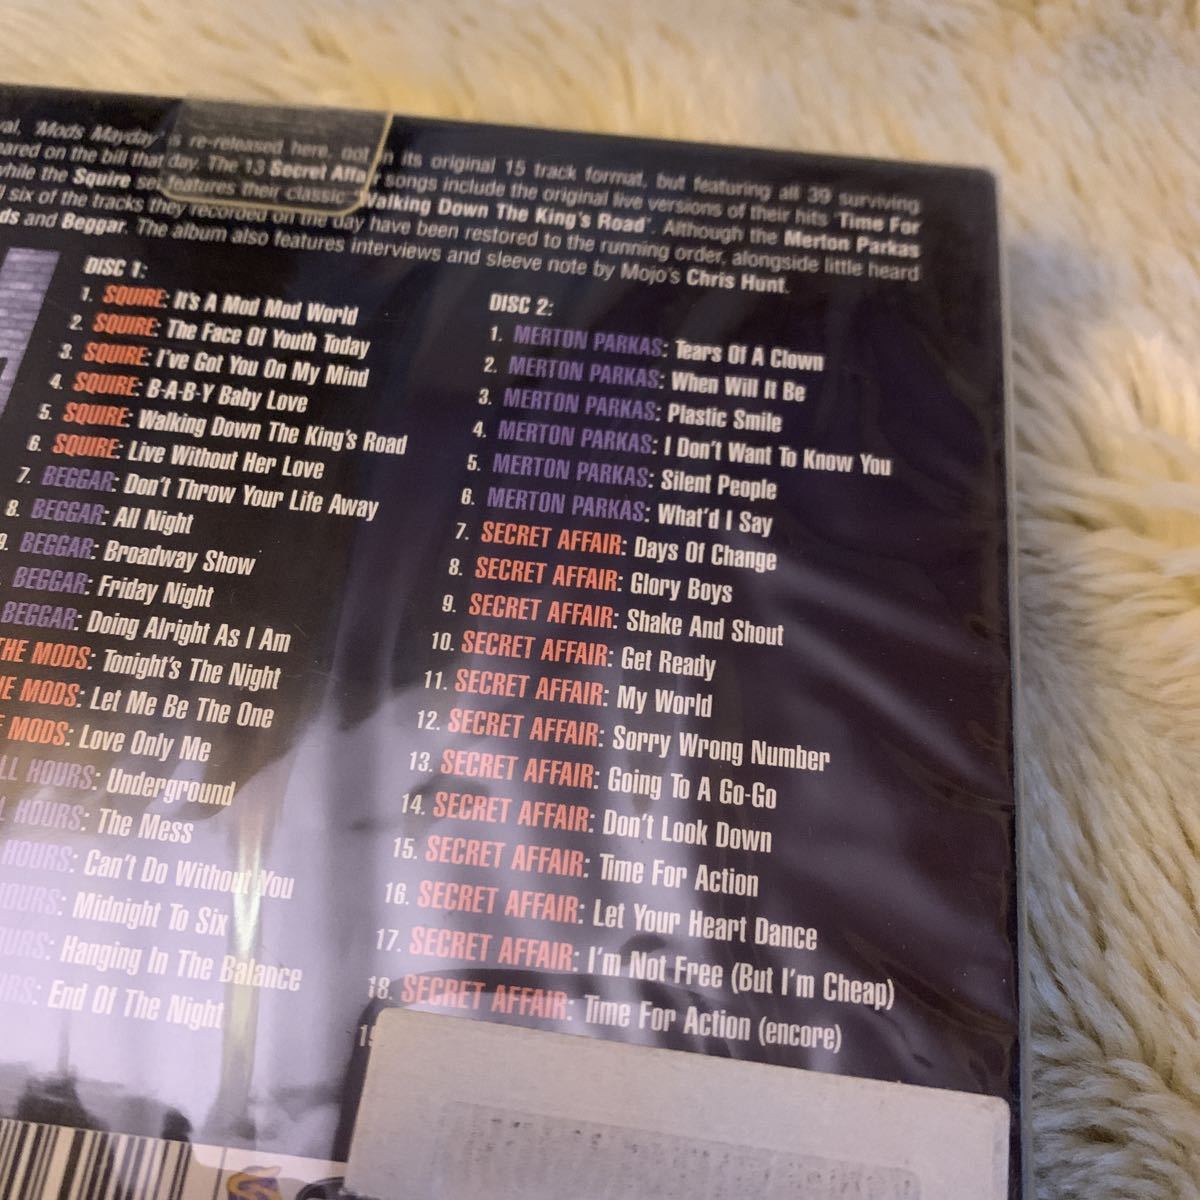 val, 'Mods Mayday' is re-released here, not in its original 15 track format, but featuring all 39 surviving
eared on the bill that day. The 13 Secret Affair songs include the original live versions of their hits 'Time For
while the Squire set features their classic 'Walking Down The King's Road'. Although the Merton Parkas
ll six of the tracks they recorded on the day have been restored to the running order, alongside little heard
ds and Beggar. The album also features interviews and sleeve note by Mojo's Chris Hunt.
DISC 1:
1. SQUIRE: It's A Mod Mod World
2. SQUIRE: The Face Of Youth Today
3. SQUIRE: I've Got You On My Mind
4. SQUIRE: B-A-B-Y Baby Love
5. SQUIRE: Walking Down The King's Road
6. SQUIRE: Live Without Her Love
7. BEGGAR: Don't Throw Your Life Away
8. BEGGAR: All Night
9. BEGGAR: Broadway Show
BEGGAR: Friday Night
BEGGAR: Doing Alright As I Am
THE MODS: Tonight's The Night
HE MODS: Let Me Be The One
E MODS: Love Only Me
LL HOURS: Underground
L HOURS: The Mess
HOURS: Can't Do Without You
HOURS: Midnight To Six
OURS: Hanging In The Balance
URS: End Of The Night
DISC 2:
1. MERTON PARKAS: Tears Of A Clown
2. MERTON PARKAS: When Will It Be
3. MERTON PARKAS: Plastic Smile
4. MERTON PARKAS: I Don't Want To Know You
5. MERTON PARKAS: Silent People
6. MERTON PARKAS: What'd I Say
7. SECRET AFFAIR: Days Of Change
8. SECRET AFFAIR: Glory Boys
9. SECRET AFFAIR: Shake And Shout
10. SECRET AFFAIR: Get Ready
11. SECRET AFFAIR: My World
12. SECRET AFFAIR: Sorry Wrong Number
13. SECRET AFFAIR: Going To A Go-Go
14. SECRET AFFAIR: Don't Look Down
15. SECRET AFFAIR: Time For Action
16. SECRET AFFAIR: Let Your Heart Dance
17. SECRET AFFAIR: I'm Not Free (But I'm Cheap)
18. SECRET AFFAIR: Time For Action (encore)